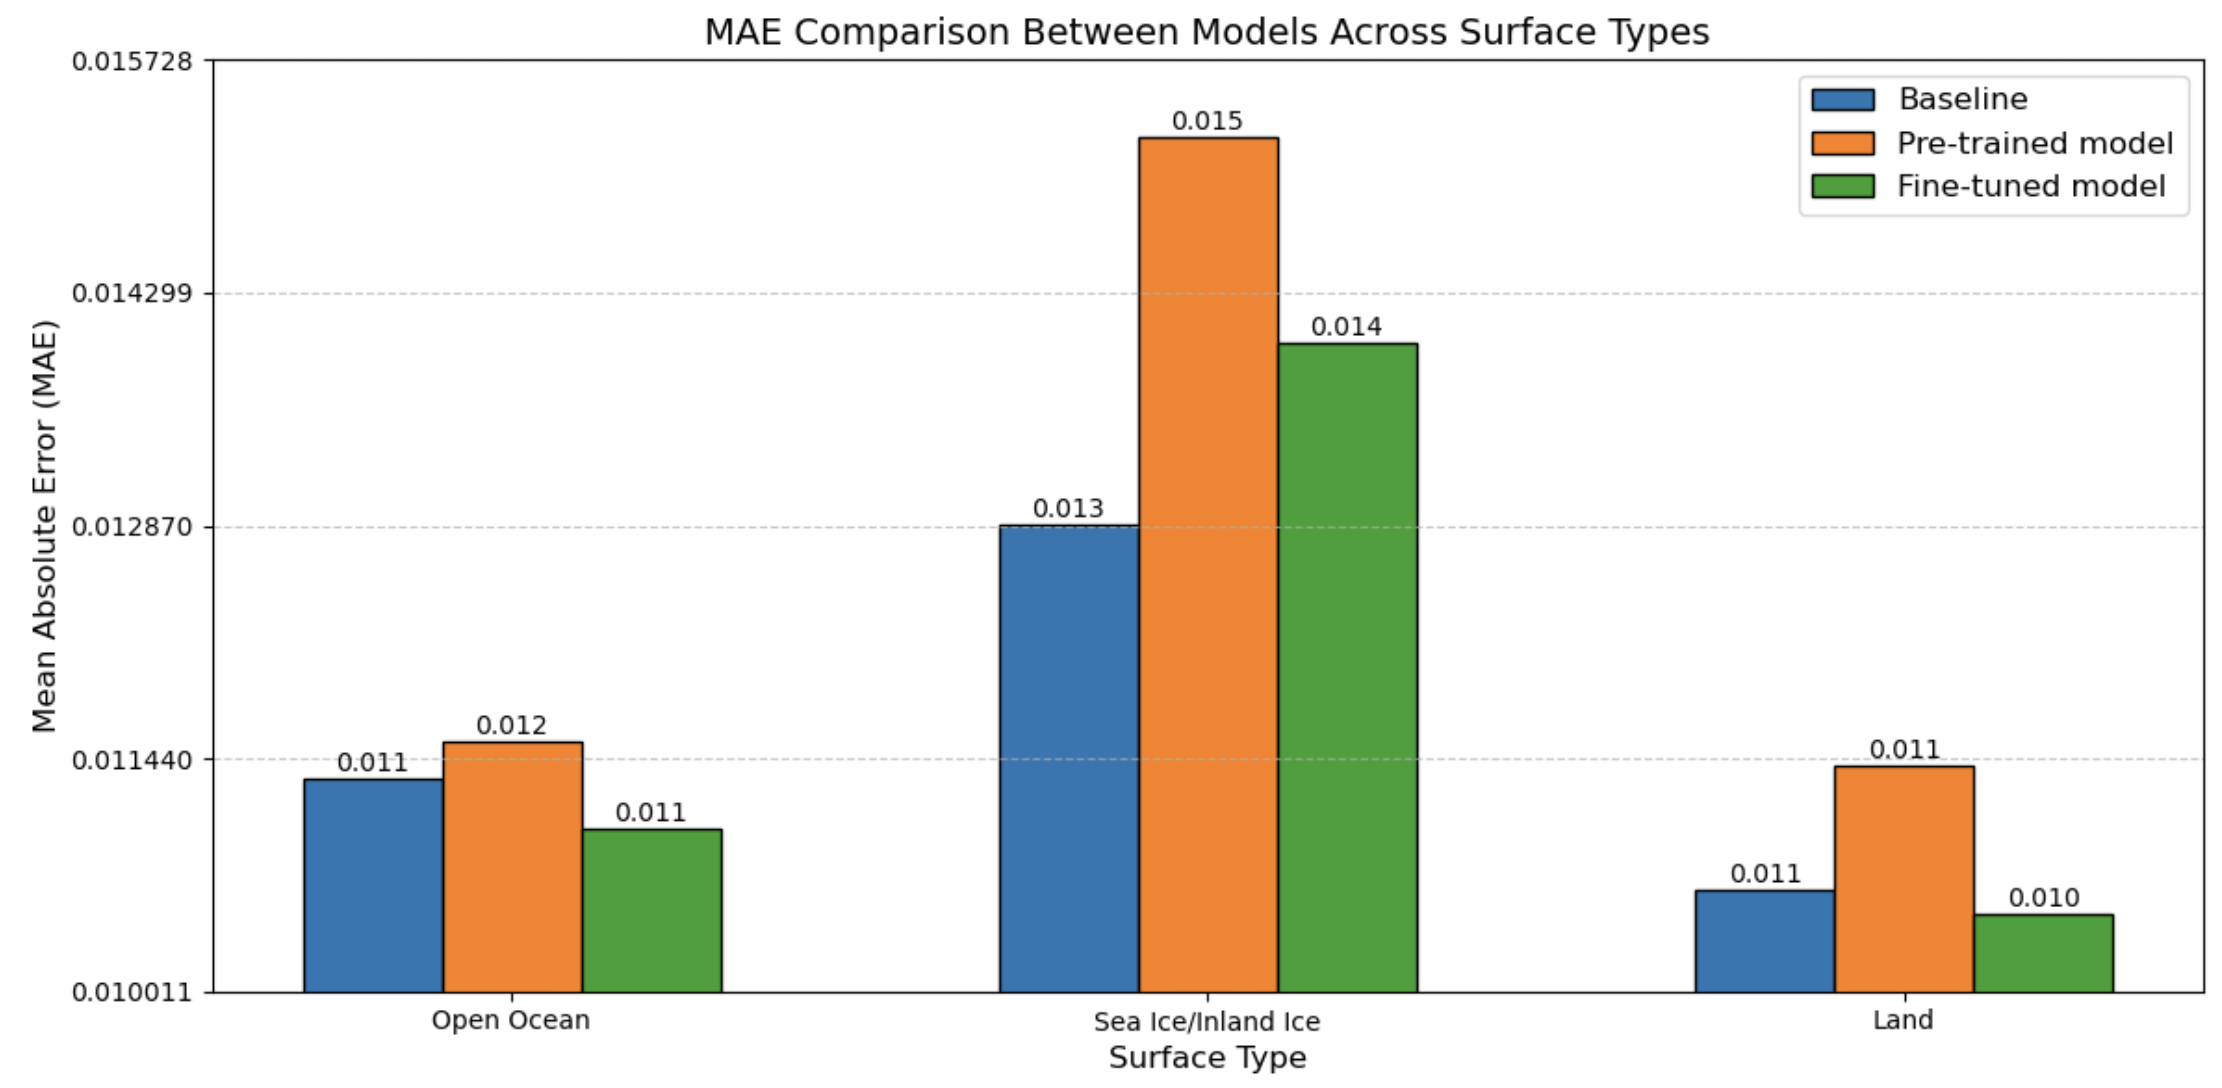 MAE Comparison Between Models Across Surface Types
Baseline
Pre-trained model
Fine-tuned model
Mean Absolute Error (MAE)
0.015728
0.014299
0.012870
0.011440
0.010011
0.011
0.012
0.011
0.013
0.015
0.014
0.011
0.011
0.010
Open Ocean
Sea Ice/Inland Ice
Land
Surface Type